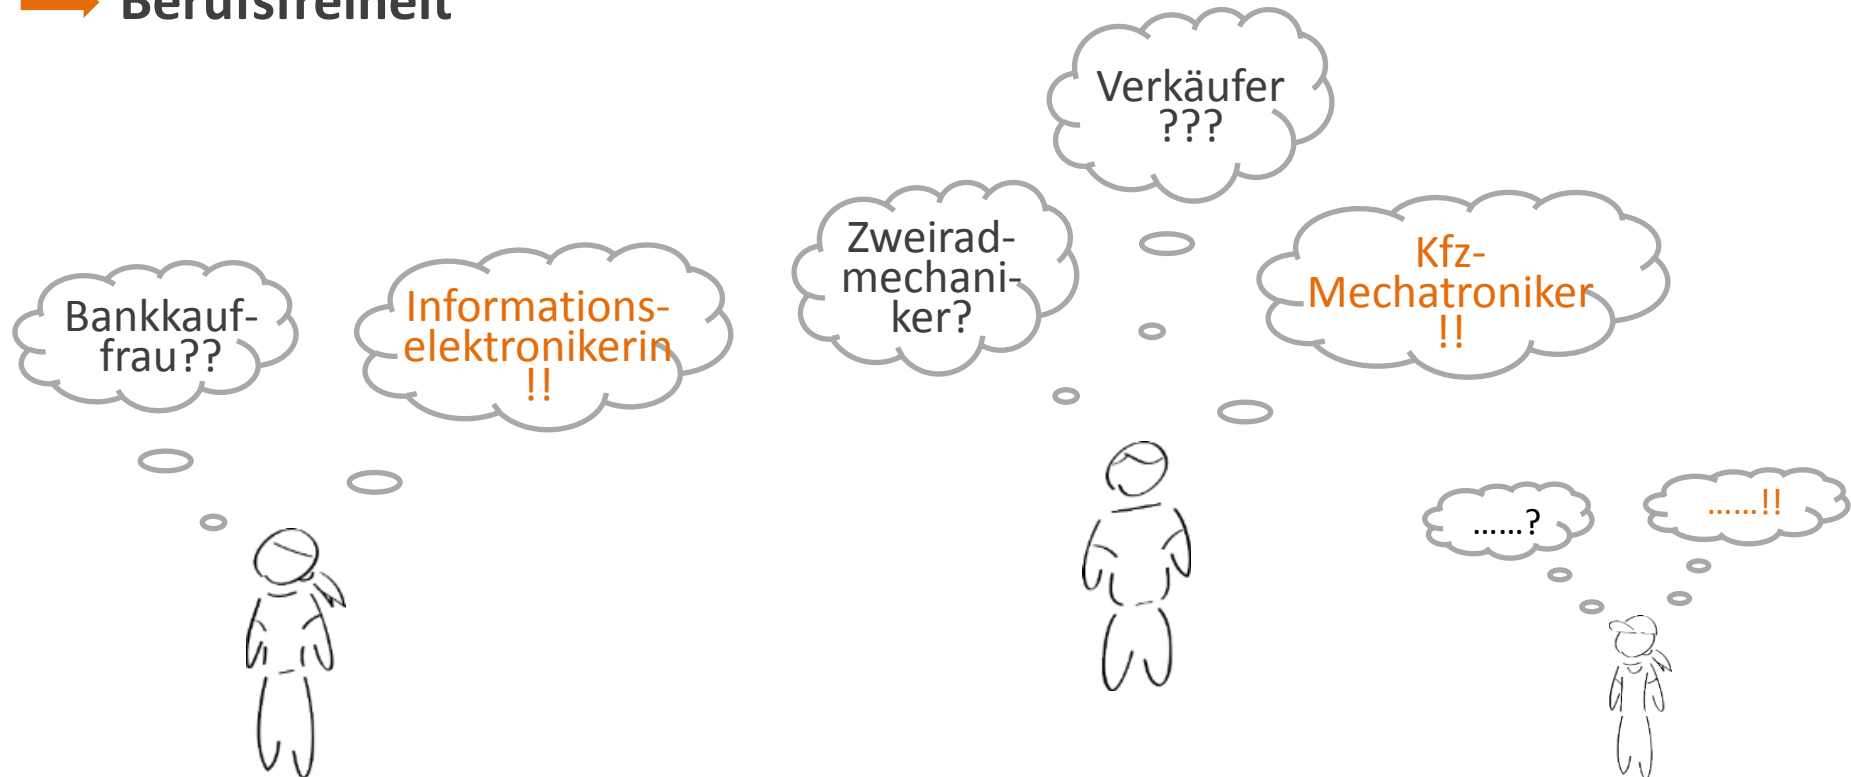 Berufsfreiheit
Verkäufer
???
Zweirad-
mechani-
ker?
Kfz-
Mechatroniker
!!
Bankkauf-
frau??
Informations-
elektronikerin
!!
......?
......!!